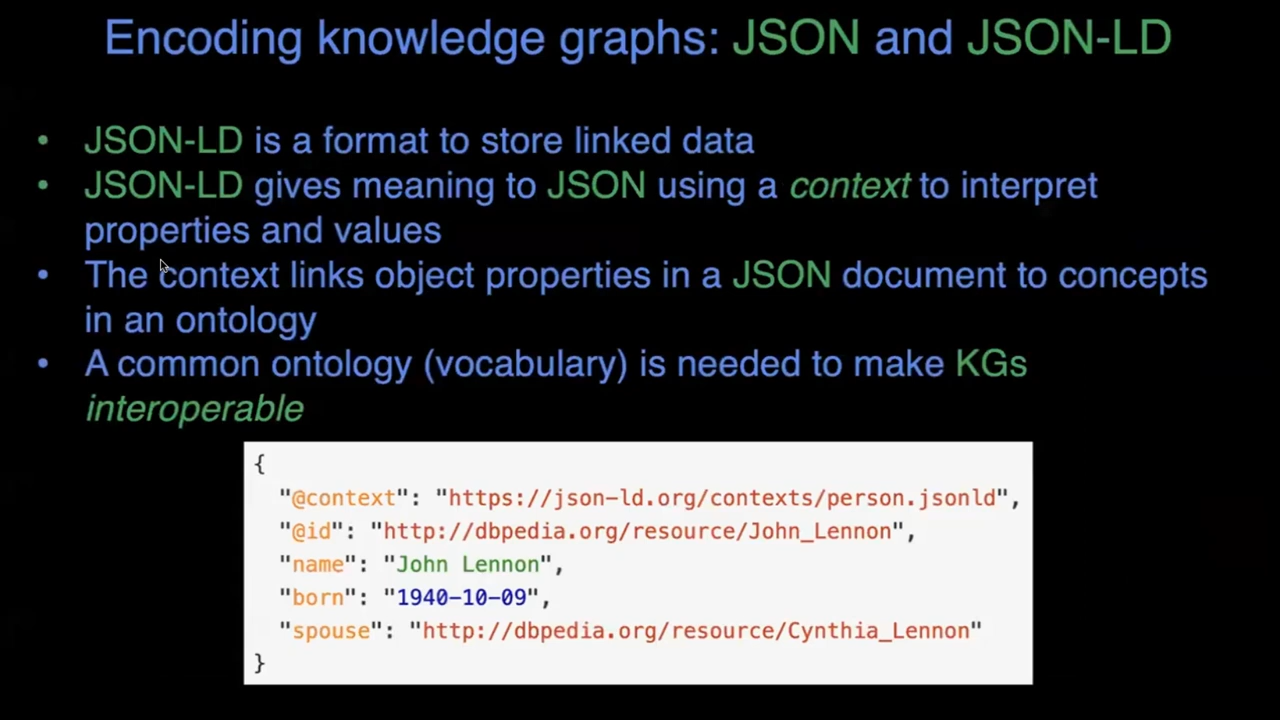 Encoding knowledge graphs: JSON and JSON-LD
• JSON-LD is a format to store linked data
• JSON-LD gives meaning to JSON using a context to interpret
properties and values
• The context links object properties in a JSON document to concepts
in an ontology
• A common ontology (vocabulary) is needed to make KGs
interoperable
{
"@context": "https://json-ld.org/contexts/person.jsonld",
"@id": "http://dbpedia.org/resource/John_Lennon",
"name": "John Lennon",
"born": "1940-10-09",
"spouse": "http://dbpedia.org/resource/Cynthia_Lennon"
}